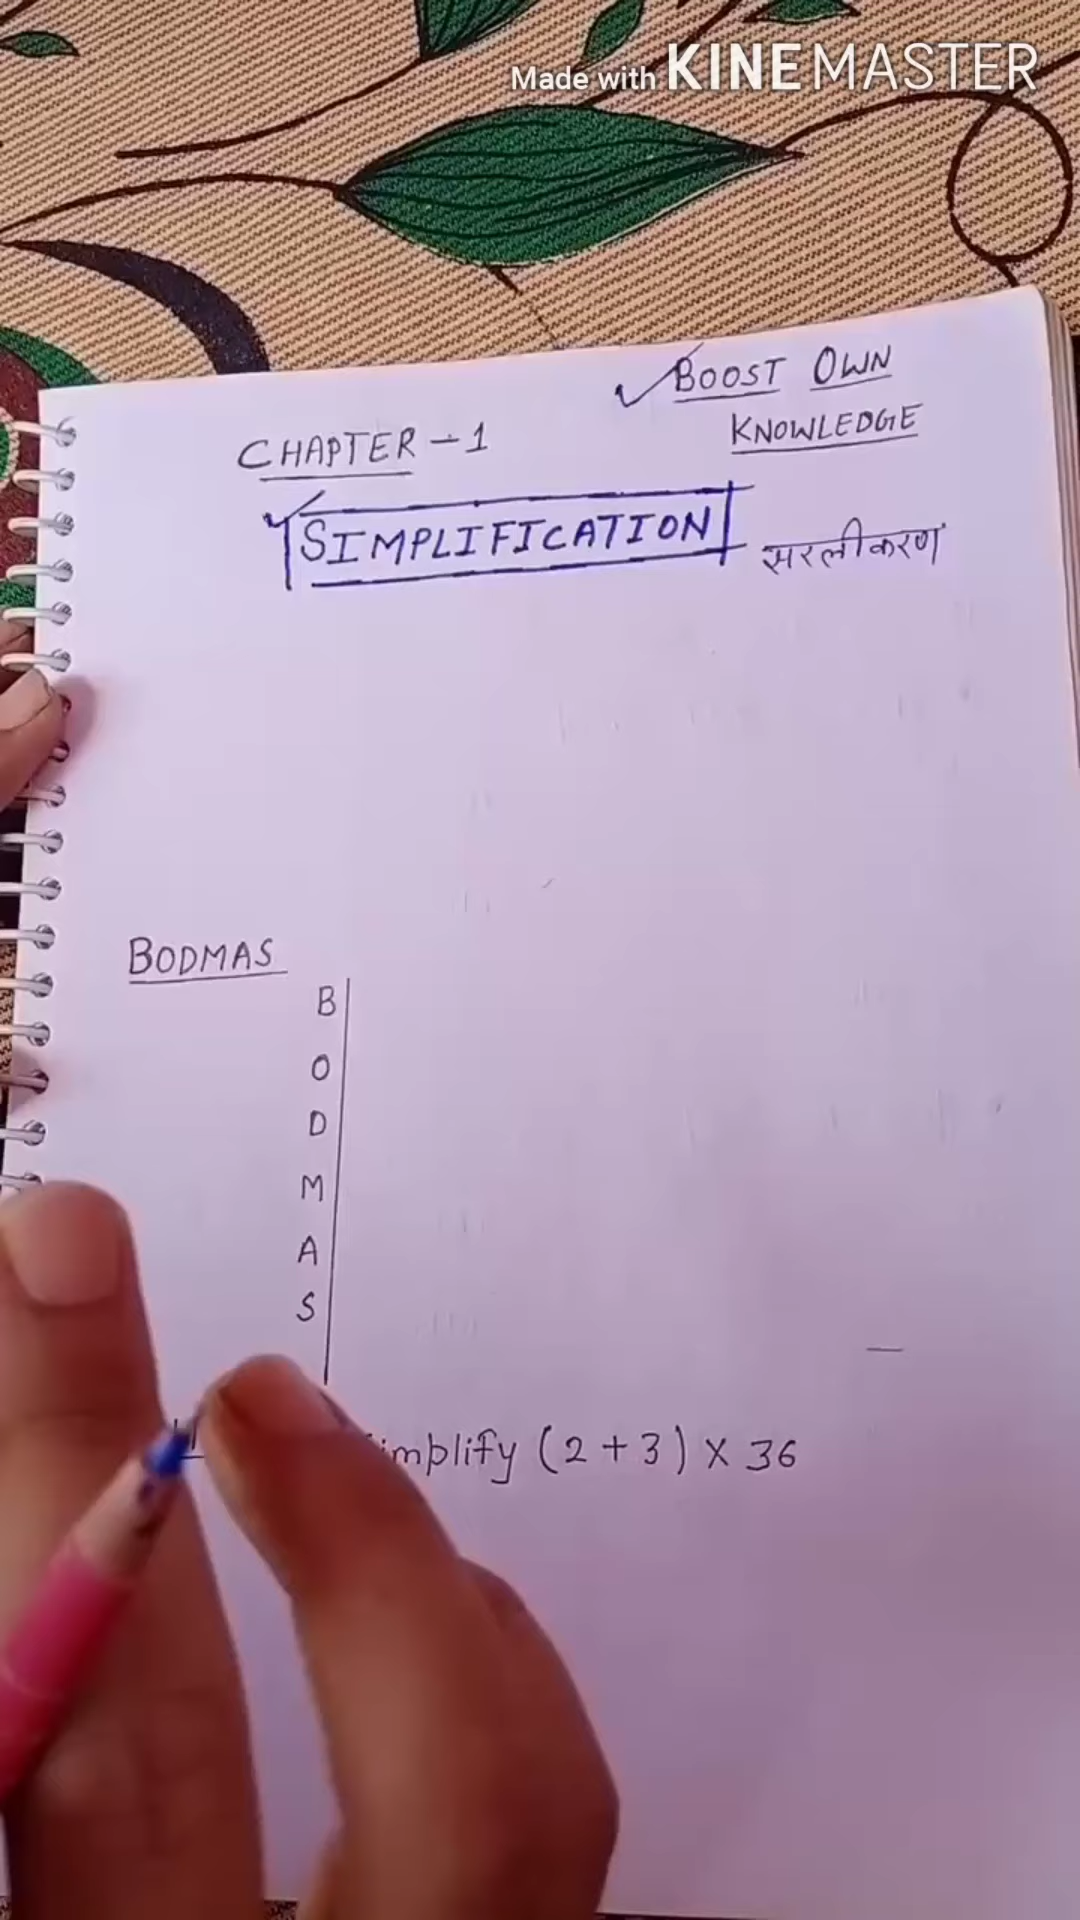 Made with KINEMASTER
BOOST OWN
KNOWLEDGE
CHAPTER-1
SIMPLIFICATION
सरलीकरण
BODMAS
B
O
D
M
A
S
(2+3) X 36